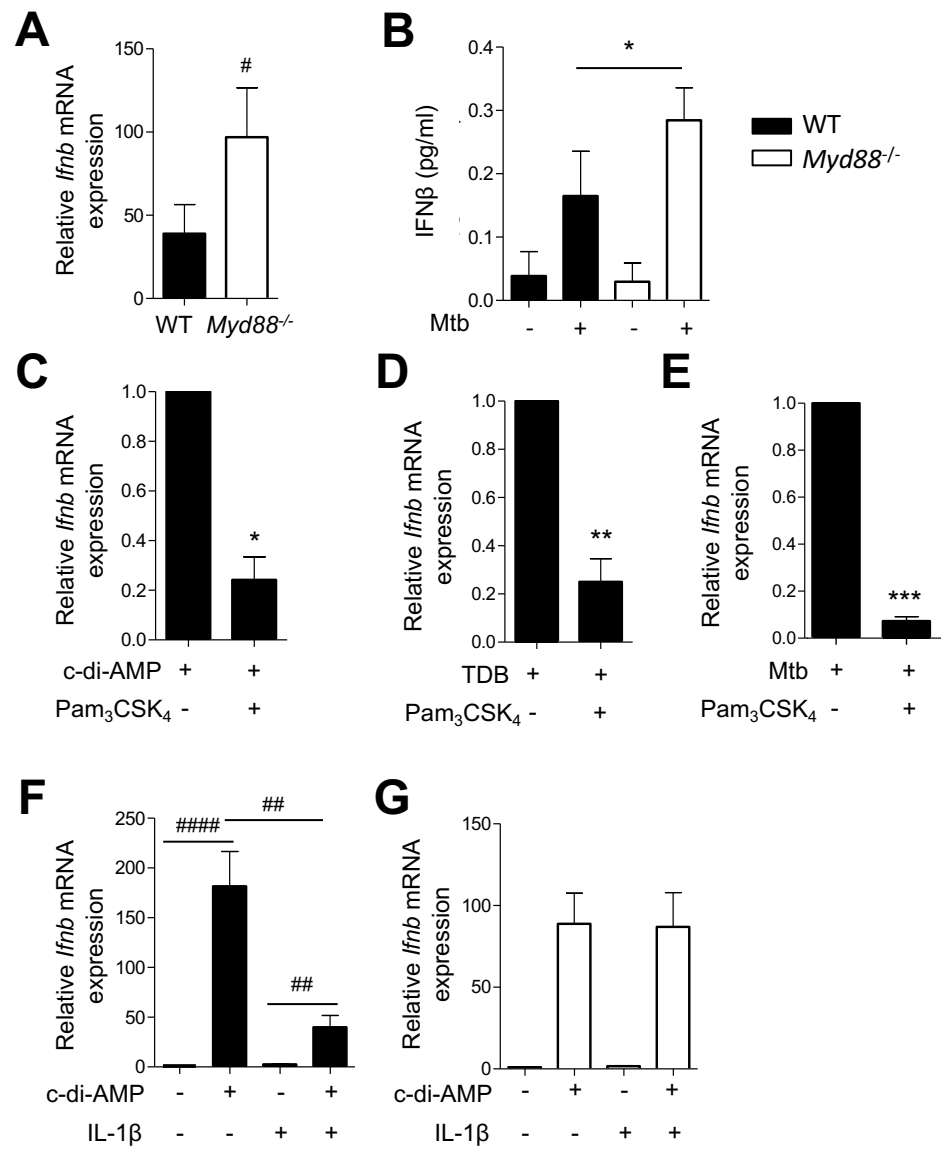 A
Relative Ifnb mRNA
expression
150
100
50
0
#
WT Myd88-/-
B
IFNβ (pg/ml)
0.4
0.3
0.2
0.1
0.0
*
Mtb - + - +
WT
Myd88-/-
C
Relative Ifnb mRNA
expression
1.0
0.8
0.6
0.4
0.2
0.0
*
c-di-AMP + +
Pam3CSK4 - +
D
Relative Ifnb mRNA
expression
1.0
0.8
0.6
0.4
0.2
0.0
**
TDB + +
Pam3CSK4 - +
E
Relative Ifnb mRNA
expression
1.0
0.8
0.6
0.4
0.2
0.0
***
Mtb + +
Pam3CSK4 - +
F
Relative Ifnb mRNA
expression
250
200
150
100
50
0
####
##
##
c-di-AMP - + - +
IL-1β - - + +
G
Relative Ifnb mRNA
expression
150
100
50
0
c-di-AMP - + - +
IL-1β - - + +